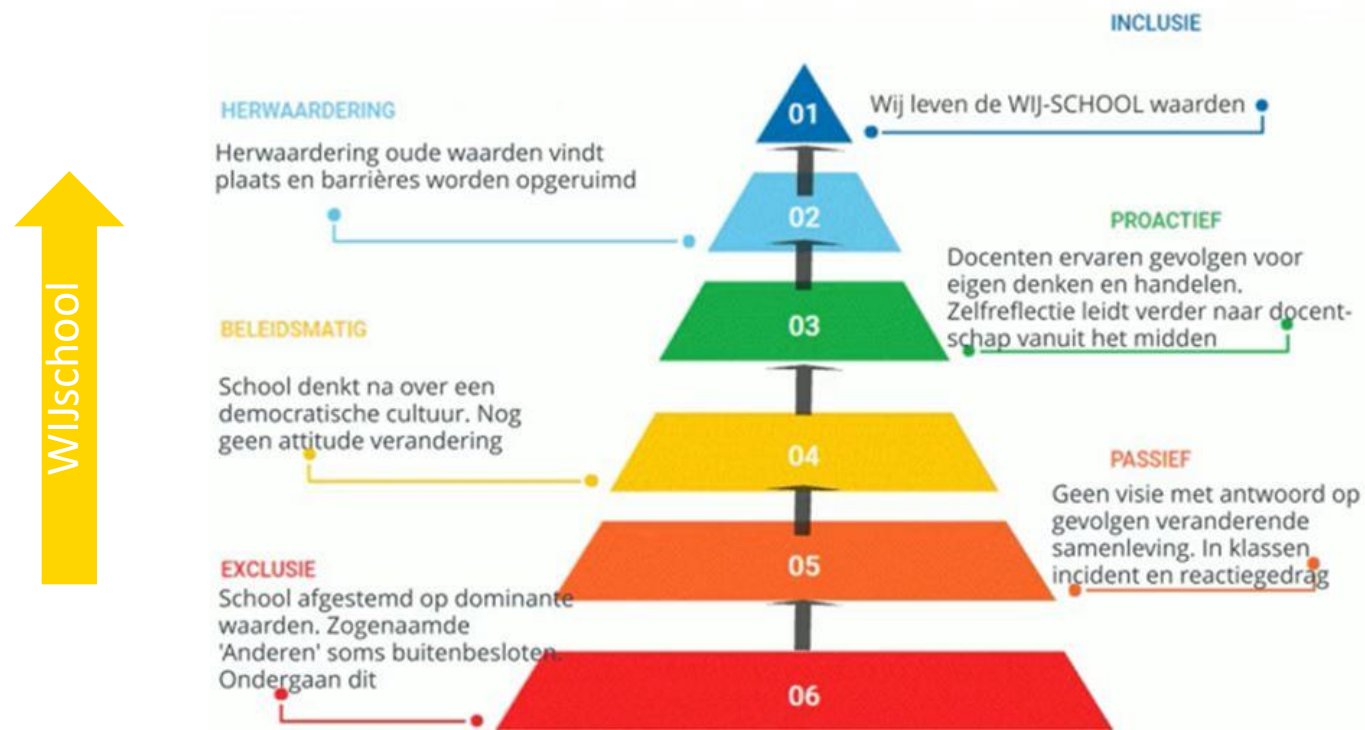 WIJschool
INCLUSIE
01
Wij leven de WIJ-SCHOOL waarden
HERWAARDERING
Herwaardering oude waarden vindt
plaats en barrières worden opgeruimd
02
PROACTIEF
Docenten ervaren gevolgen voor
eigen denken en handelen.
Zelfreflectie leidt verder naar docent-
schap vanuit het midden
03
BELEIDSMATIG
School denkt na over een
democratische cultuur. Nog
geen attitude verandering
04
PASSIEF
Geen visie met antwoord op
gevolgen veranderende
samenleving. In klassen
incident en reactiegedrag
05
EXCLUSIE
School afgestemd op dominante
waarden. Zogenaamde
'Anderen' soms buitenbesloten.
Ondergaan dit
06